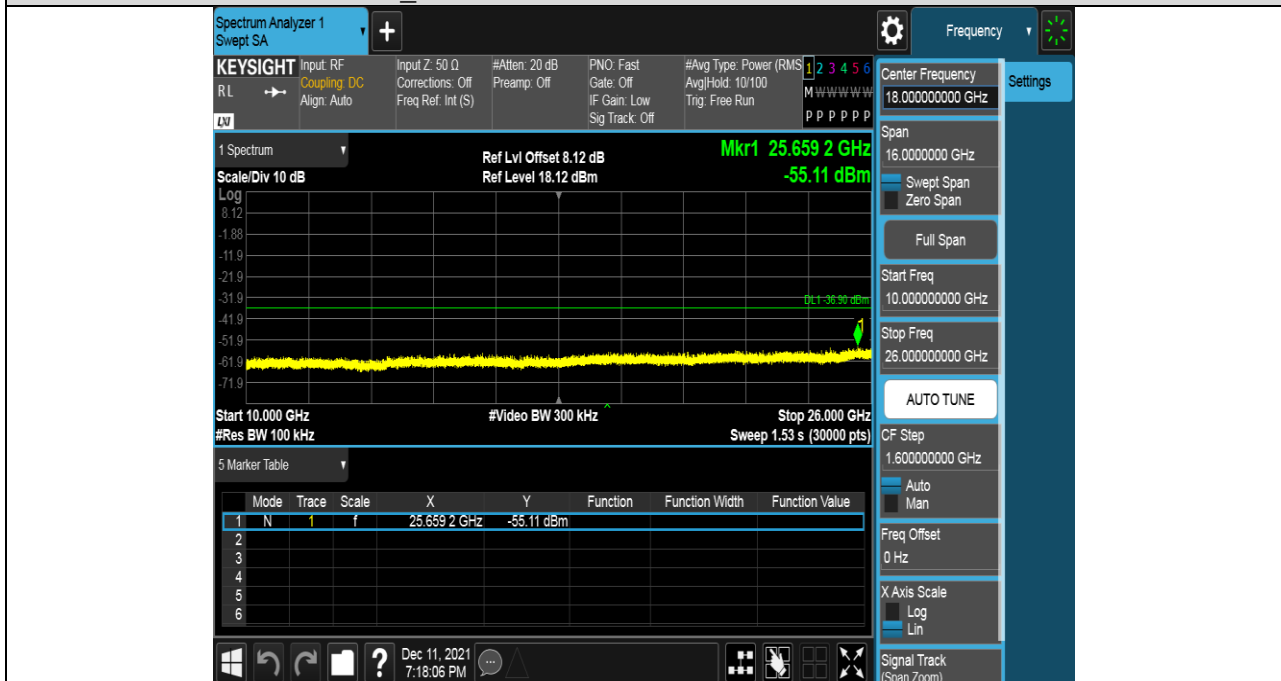 Spectrum Analyzer 1
Swept SA
+
Frequency
KEYSIGHT
RL
LXI
Input: RF
Coupling: DC
Align: Auto
Input Z: 50 Ω
Corrections: Off
Freq Ref: Int (S)
#Atten: 20 dB
Preamp: Off
PNO: Fast
Gate: Off
IF Gain: Low
Sig Track: Off
#Avg Type: Power (RMS
Avg|Hold: 10/100
Trig: Free Run
1 2 3 4 5 6
M W W W W W
P P P P P P
1 Spectrum
Scale/Div 10 dB
Ref Lvl Offset 8.12 dB
Ref Level 18.12 dBm
Mkr1 25.659 2 GHz
-55.11 dBm
Log
8.12
-1.88
-11.9
-21.9
-31.9
-41.9
-51.9
-61.9
-71.9
DL1 -36.90 dBm
1
Start 10.000 GHz
#Res BW 100 kHz
#Video BW 300 kHz
Stop 26.000 GHz
Sweep 1.53 s (30000 pts)
5 Marker Table
Mode Trace Scale X Y Function Function Width Function Value
1 N 1 f 25.659 2 GHz -55.11 dBm
2
3
4
5
6
?
Dec 11, 2021
7:18:06 PM
Center Frequency
18.000000000 GHz
Span
16.0000000 GHz
Swept Span
Zero Span
Full Span
Start Freq
10.000000000 GHz
Stop Freq
26.000000000 GHz
AUTO TUNE
CF Step
1.600000000 GHz
Auto
Man
Freq Offset
0 Hz
X Axis Scale
Log
Lin
Signal Track
(Span Zoom)
Settings